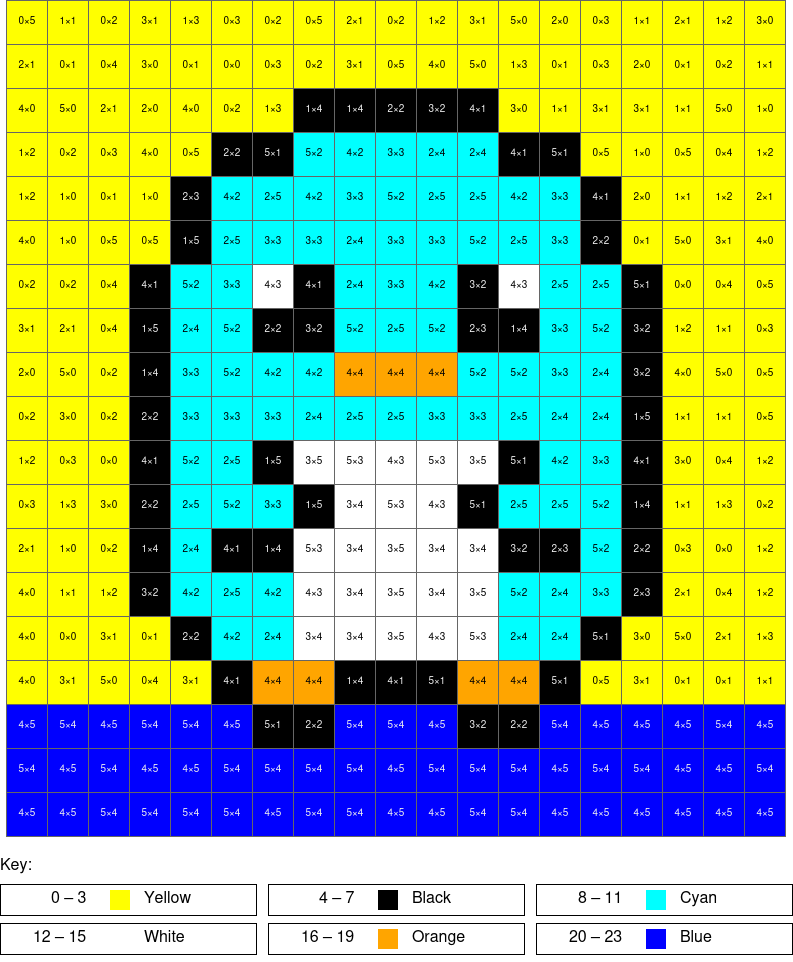 0×5 1×1 0×2 3×1 1×3 0×3 0×2 0×5 2×1 0×2 1×2 3×1 5×0 2×0 0×3 1×1 2×1 1×2 3×0
2×1 0×1 0×4 3×0 0×1 0×0 0×3 0×2 3×1 0×5 4×0 5×0 1×3 0×1 0×3 2×0 0×1 0×2 1×1
4×0 5×0 2×1 2×0 4×0 0×2 1×3 1×4 1×4 2×2 3×2 4×1 3×0 1×1 3×1 3×1 1×1 5×0 1×0
1×2 0×2 0×3 4×0 0×5 2×2 5×1 5×2 4×2 3×3 2×4 2×4 4×1 5×1 0×5 1×0 0×5 0×4 1×2
1×2 1×0 0×1 1×0 2×3 4×2 2×5 4×2 3×3 5×2 2×5 2×5 4×2 3×3 4×1 2×0 1×1 1×2 2×1
4×0 1×0 0×5 0×5 1×5 2×5 3×3 3×3 2×4 3×3 3×3 5×2 2×5 3×3 2×2 0×1 5×0 3×1 4×0
0×2 0×2 0×4 4×1 5×2 3×3 4×3 4×1 2×4 3×3 4×2 3×2 4×3 2×5 2×5 5×1 0×0 0×4 0×5
3×1 2×1 0×4 1×5 2×4 5×2 2×2 3×2 5×2 2×5 5×2 2×3 1×4 3×3 5×2 3×2 1×2 1×1 0×3
2×0 5×0 0×2 1×4 3×3 5×2 4×2 4×2 4×4 4×4 4×4 5×2 5×2 3×3 2×4 3×2 4×0 5×0 0×5
0×2 3×0 0×2 2×2 3×3 3×3 3×3 2×4 2×5 2×5 3×3 3×3 2×5 2×4 2×4 1×5 1×1 1×1 0×5
1×2 0×3 0×0 4×1 5×2 2×5 1×5 3×5 5×3 4×3 5×3 3×5 5×1 4×2 3×3 4×1 3×0 0×4 1×2
0×3 1×3 3×0 2×2 2×5 5×2 3×3 1×5 3×4 5×3 4×3 5×1 2×5 2×5 5×2 1×4 1×1 1×3 0×2
2×1 1×0 0×2 1×4 2×4 4×1 1×4 5×3 3×4 3×5 3×4 3×4 3×2 2×3 5×2 2×2 0×3 0×0 1×2
4×0 1×1 1×2 3×2 4×2 2×5 4×2 4×3 3×4 3×5 3×4 3×5 5×2 2×4 3×3 2×3 2×1 0×4 1×2
4×0 0×0 3×1 0×1 2×2 4×2 2×4 3×4 3×4 3×5 4×3 5×3 2×4 2×4 5×1 3×0 5×0 2×1 1×3
4×0 3×1 5×0 0×4 3×1 4×1 4×4 4×4 1×4 4×1 5×1 4×4 4×4 5×1 0×5 3×1 0×1 0×1 1×1
4×5 5×4 4×5 5×4 5×4 4×5 5×1 2×2 5×4 5×4 4×5 3×2 2×2 5×4 4×5 4×5 4×5 5×4 4×5
5×4 4×5 5×4 4×5 4×5 5×4 5×4 5×4 5×4 4×5 5×4 5×4 5×4 4×5 4×5 5×4 4×5 4×5 5×4
4×5 4×5 4×5 5×4 5×4 4×5 4×5 5×4 4×5 4×5 4×5 5×4 5×4 4×5 4×5 5×4 4×5 4×5 4×5
Key:
0 – 3 Yellow 4 – 7 Black 8 – 11 Cyan
12 – 15 White 16 – 19 Orange 20 – 23 Blue